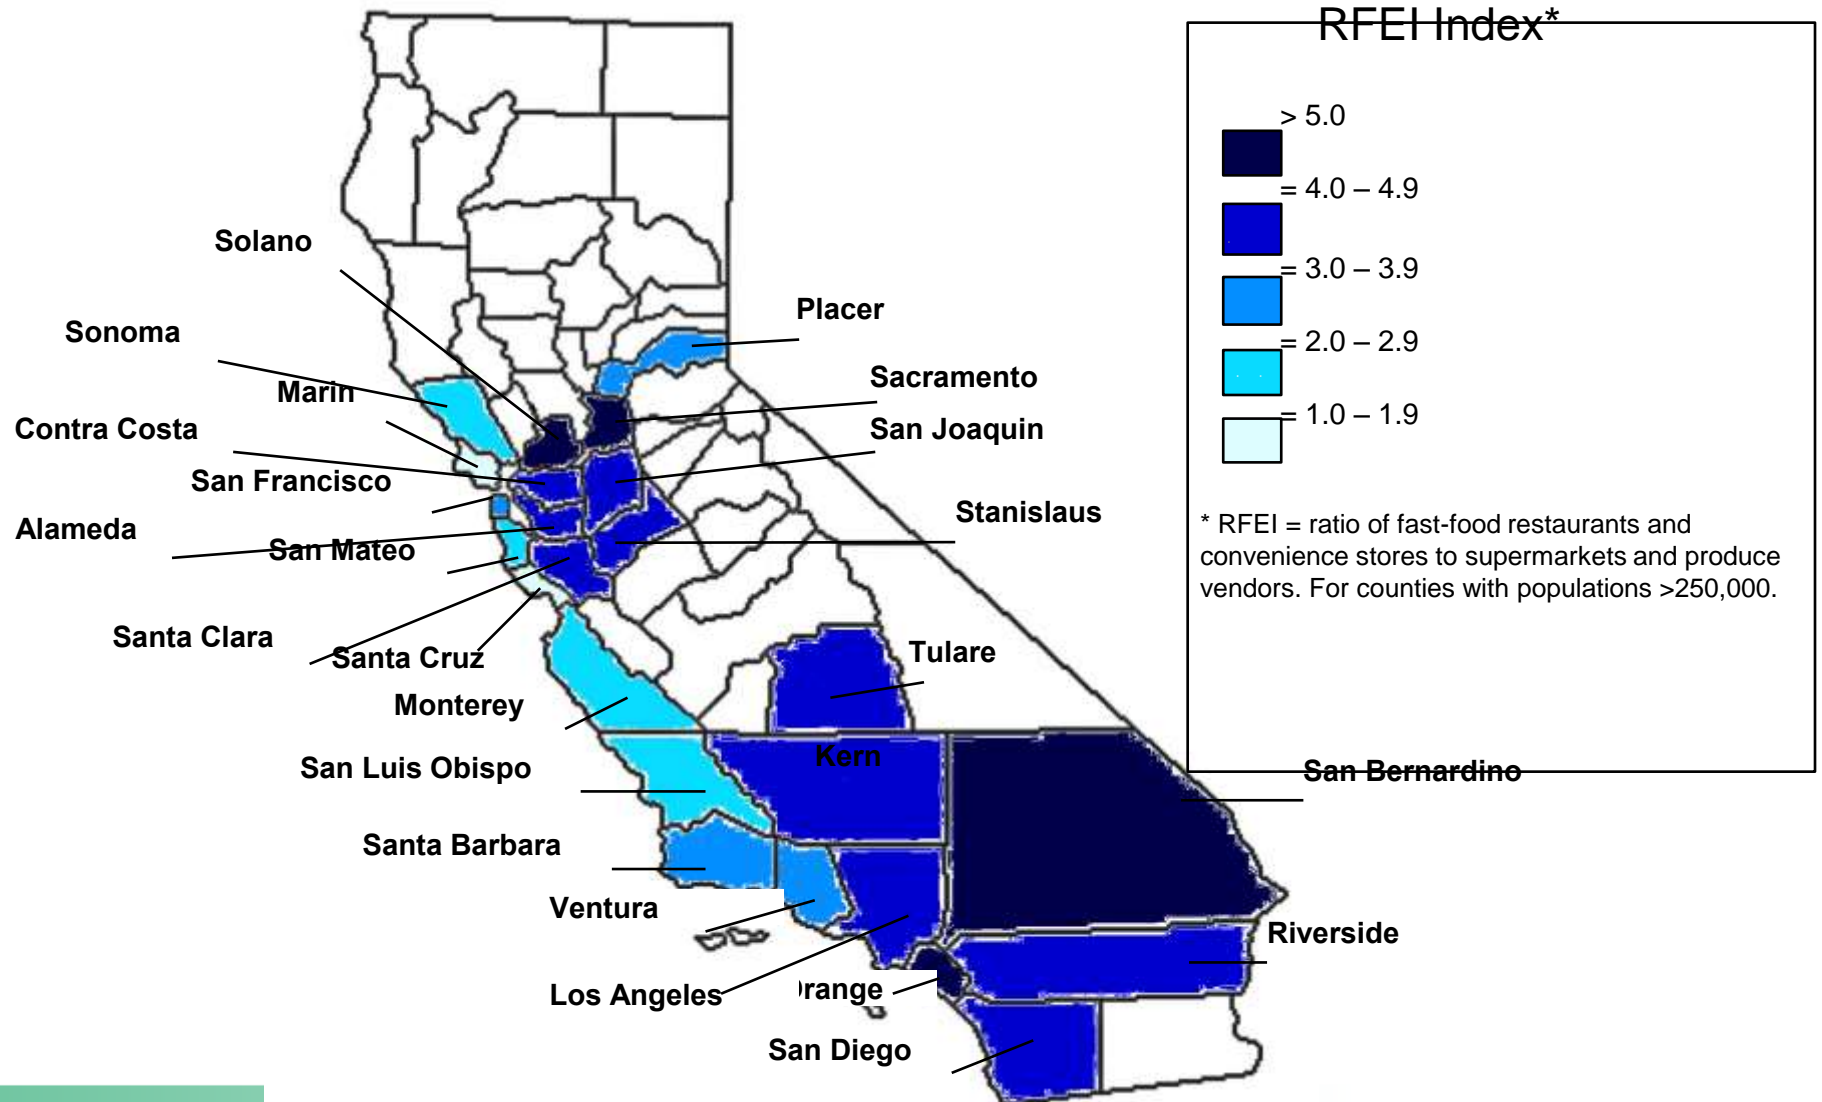 RFEI Index*
> 5.0
= 4.0 – 4.9
= 3.0 – 3.9
= 2.0 – 2.9
= 1.0 – 1.9
* RFEI = ratio of fast-food restaurants and
convenience stores to supermarkets and produce
vendors. For counties with populations >250,000.
Solano
Sonoma
Placer
Marin
Sacramento
Contra Costa
San Joaquin
San Francisco
Stanislaus
Alameda
San Mateo
Santa Clara
Santa Cruz
Tulare
Monterey
Kern
San Luis Obispo
San Bernardino
Santa Barbara
Ventura
Riverside
Los Angeles
range
San Diego